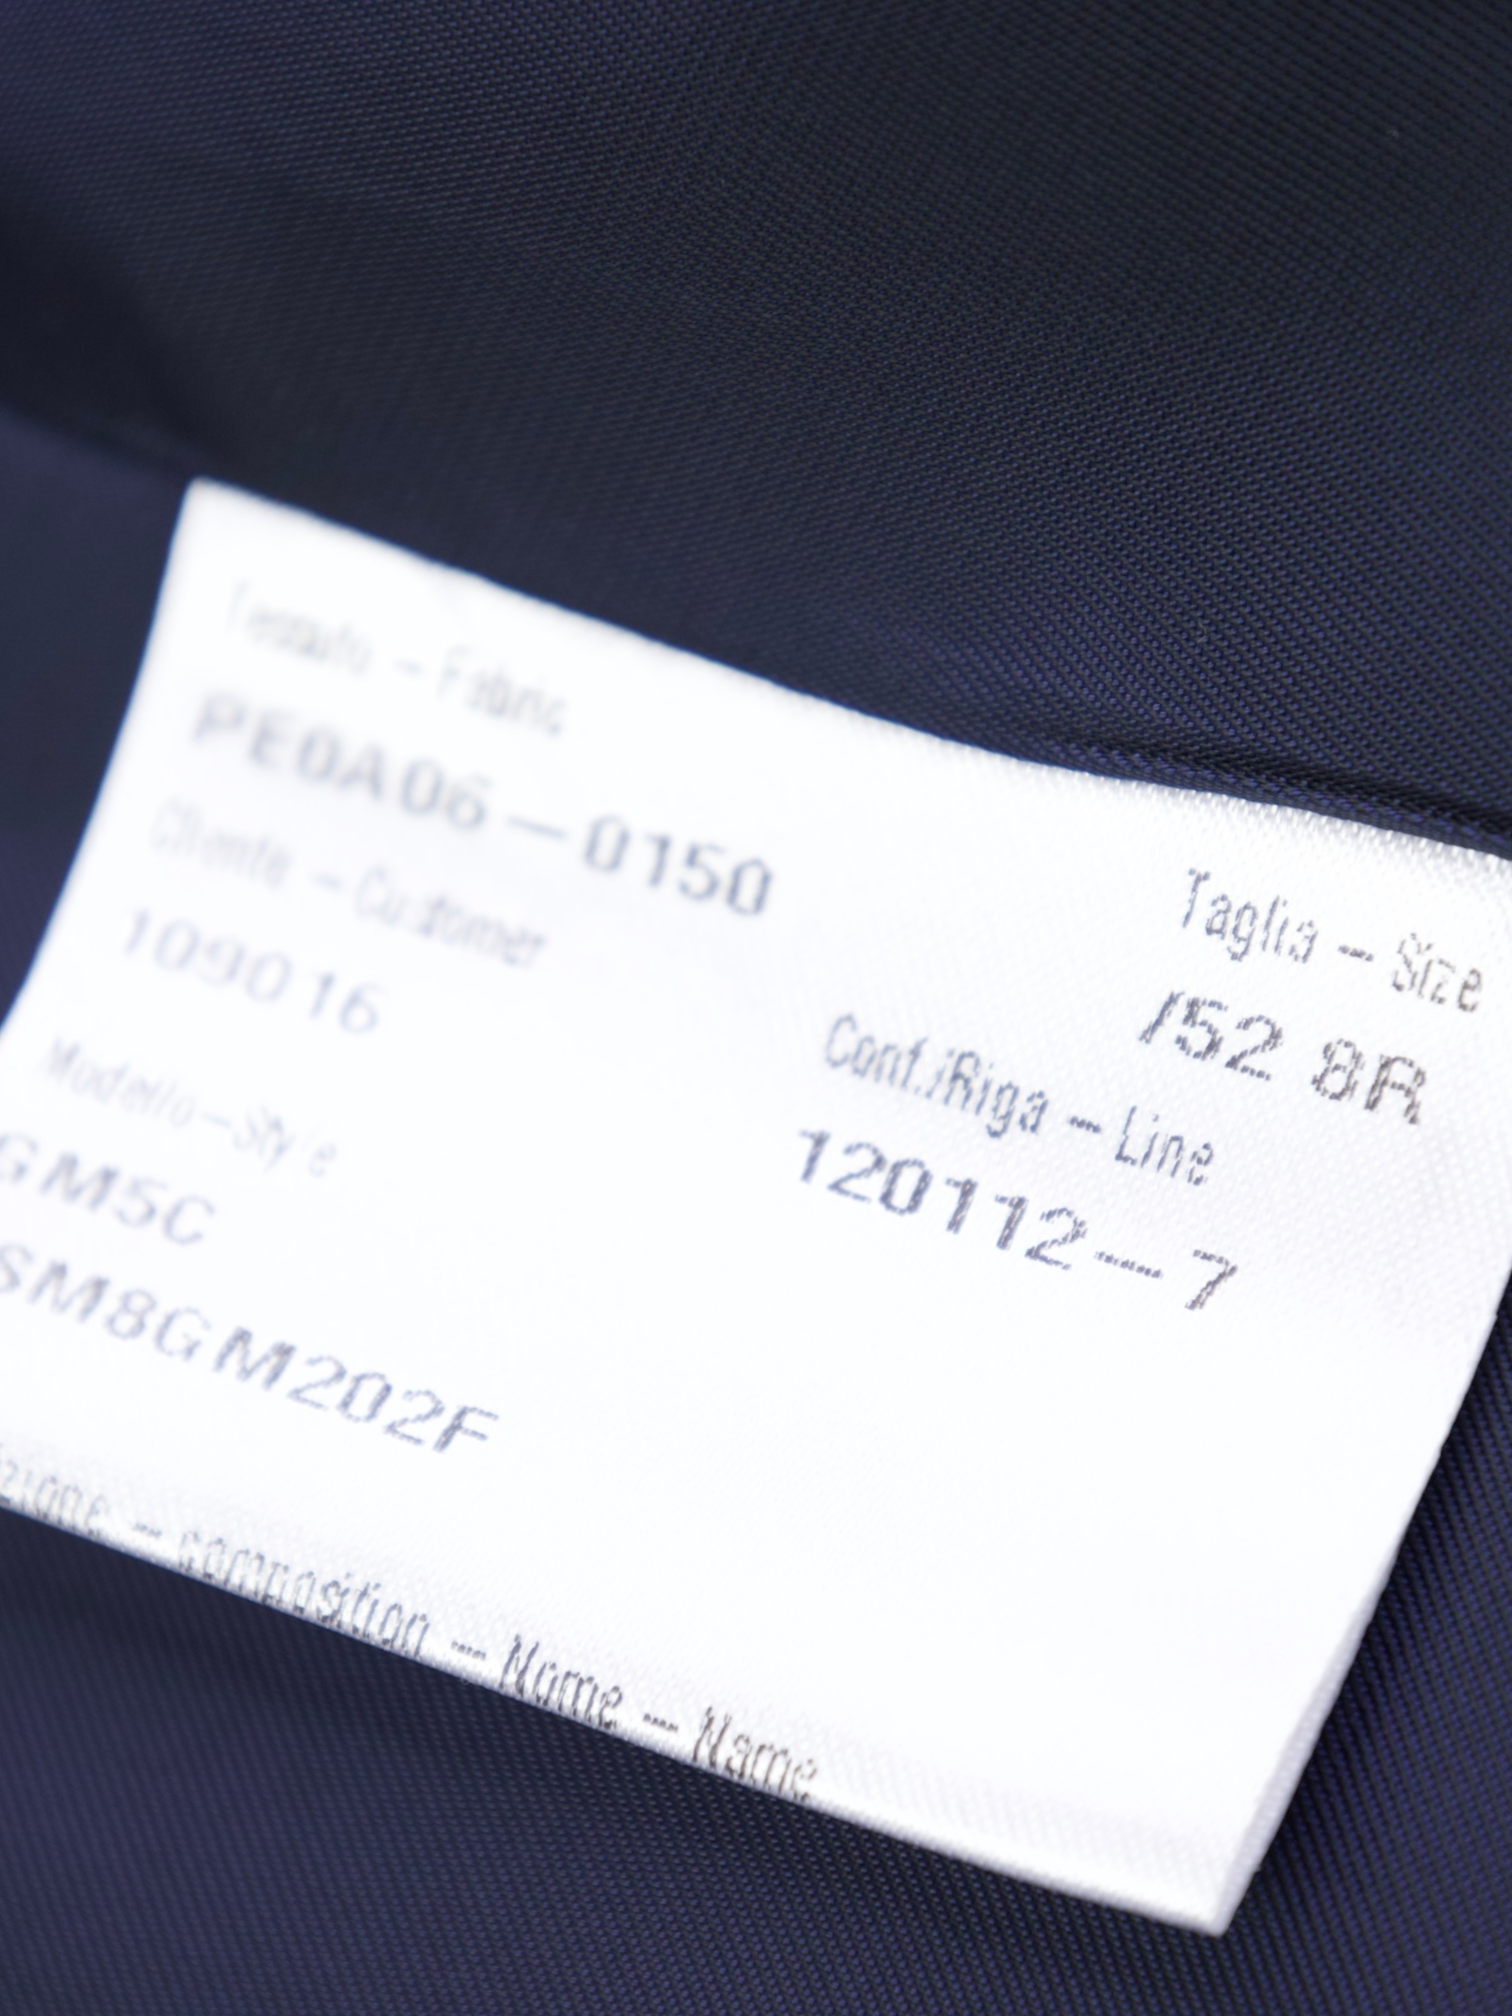 Tessuto – Fabric
PE0A06–0150
Cliente – Customer
109016
Taglia – Size
/52 8R
Modello–Style
Conf./Riga – Line
GM5C
120112–7
SM8GM202F
zione – composition – Nome – Name